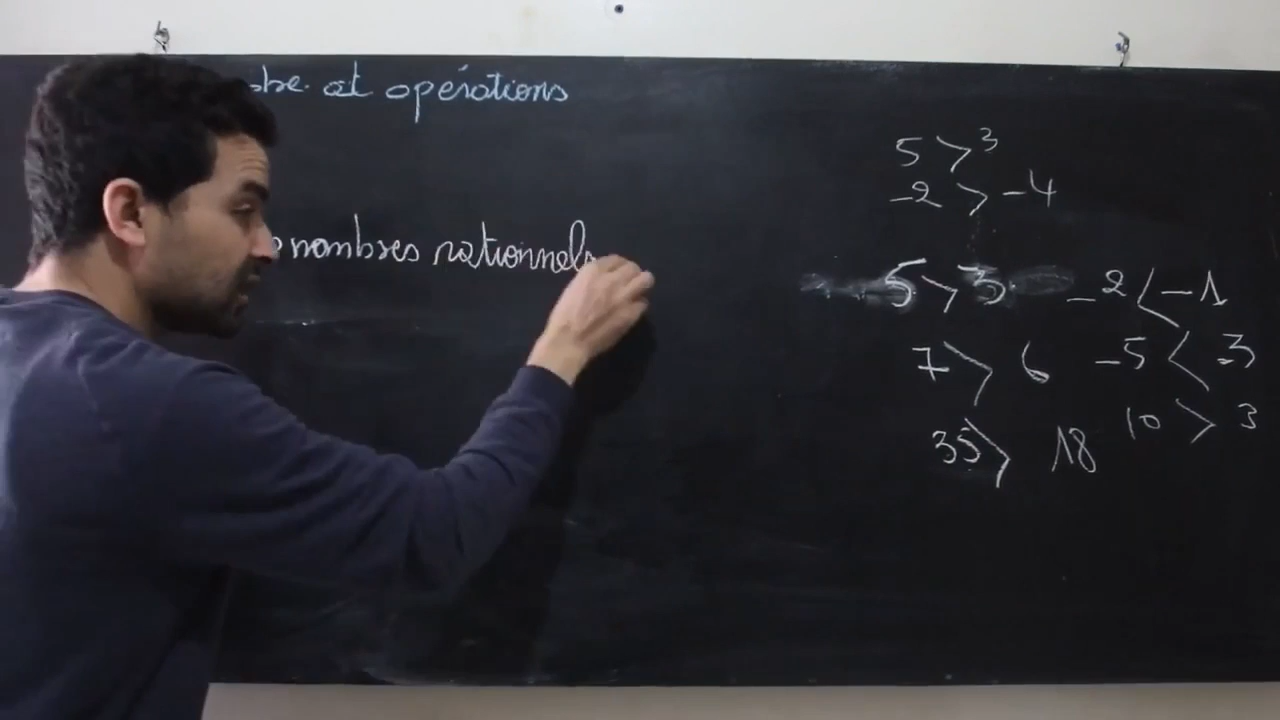 et opérations
nombres rationnels
5 > 3
-2 > -4
5 > 3 -2 < -1
7 > 6 -5 < -3
35 > 18 10 > 3